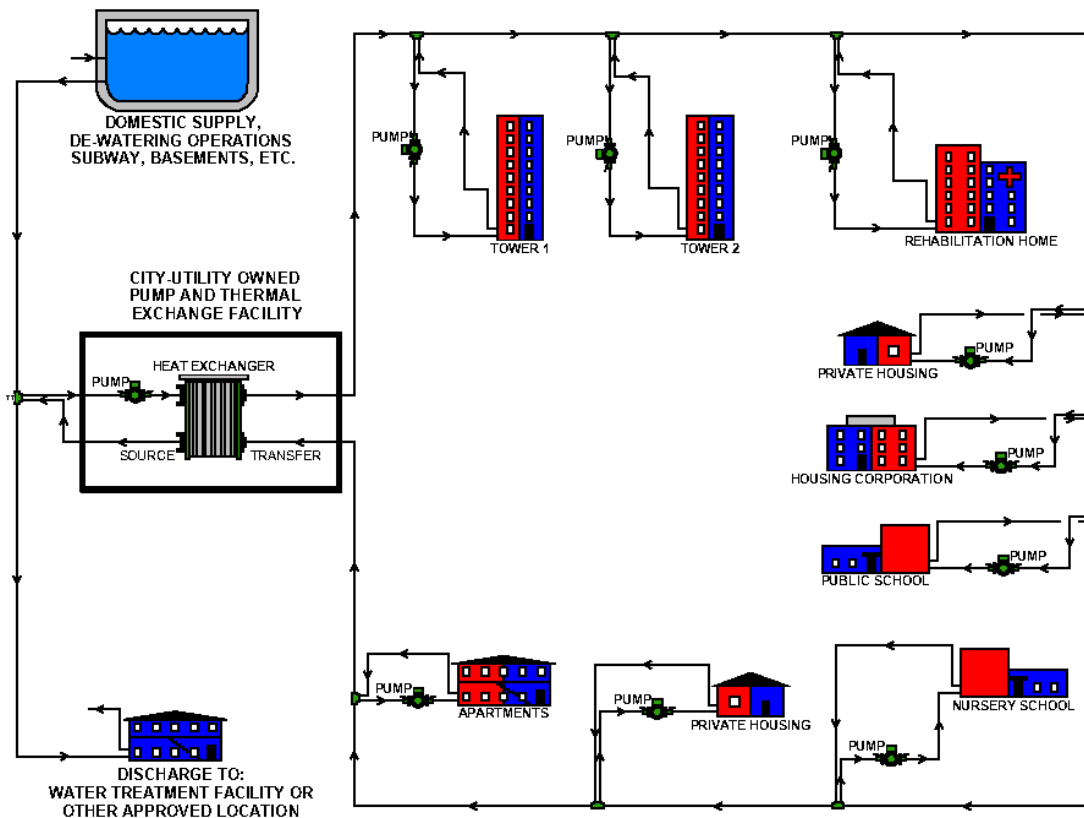 DOMESTIC SUPPLY,
DE-WATERING OPERATIONS
SUBWAY, BASEMENTS, ETC.
PUMP
TOWER 1
PUMP
TOWER 2
PUMP
REHABILITATION HOME
CITY-UTILITY OWNED
PUMP AND THERMAL
EXCHANGE FACILITY
HEAT EXCHANGER
PUMP
SOURCE
TRANSFER
PUMP
PRIVATE HOUSING
PUMP
HOUSING CORPORATION
PUMP
PUBLIC SCHOOL
PUMP
APARTMENTS
PUMP
PRIVATE HOUSING
PUMP
NURSERY SCHOOL
DISCHARGE TO:
WATER TREATMENT FACILITY OR
OTHER APPROVED LOCATION